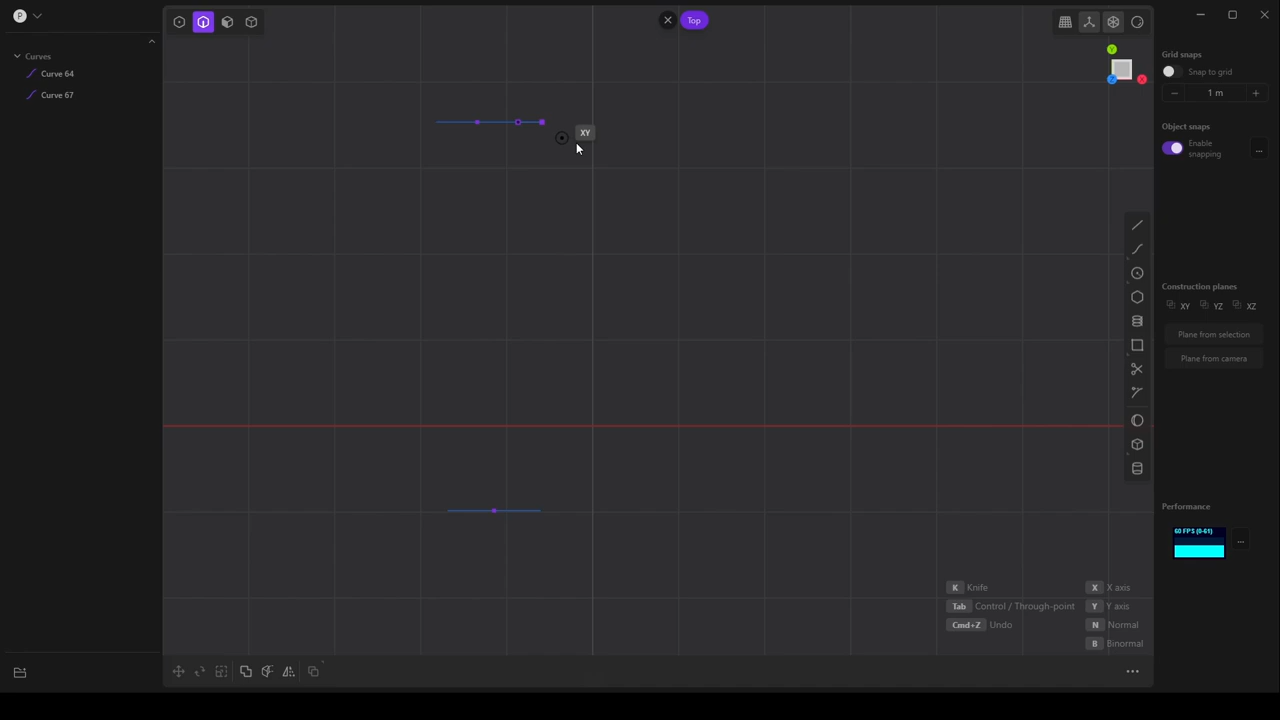 P
Top
Curves
Curve 64
Curve 67
XY
Y
Z
X
Grid snaps
Snap to grid
1 m
Object snaps
Enable
snapping
...
Construction planes
XY YZ XZ
Plane from selection
Plane from camera
Performance
60 FPS (0-61)
...
K Knife
X X axis
Tab Control / Through-point
Y Y axis
Cmd+Z Undo
N Normal
B Binormal